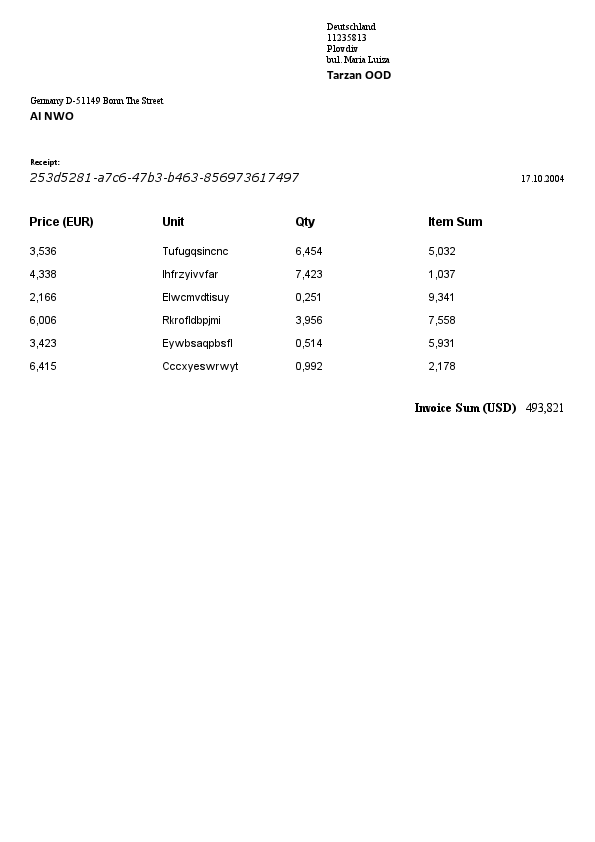 Deutschland
11235813
Plovdiv
bul. Maria Luiza
Tarzan OOD
Germany D-51149 Bonn The Street
AI NWO
Receipt:
253d5281-a7c6-47b3-b463-856973617497 17.10.2004
Price (EUR) Unit Qty Item Sum
3,536 Tufugqsincnc 6,454 5,032
4,338 Ihfrzyivvfar 7,423 1,037
2,166 Elwcmvdtisuy 0,251 9,341
6,006 Rkrofldbpjmi 3,956 7,558
3,423 Eywbsaqpbsfl 0,514 5,931
6,415 Cccxyeswrwyt 0,992 2,178
Invoice Sum (USD) 493,821